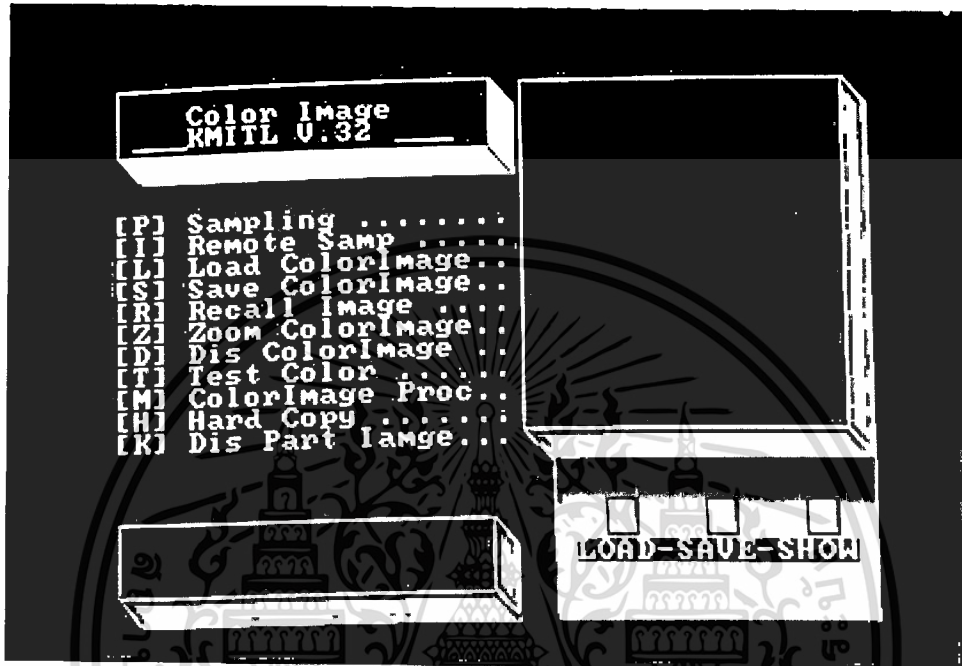 Color Image
KMITL V.32
[P] Sampling ........
[I] Remote Samp ......
[L] Load ColorImage..
[S] Save ColorImage..
[R] Recall Image ....
[Z] Zoom ColorImage..
[D] Dis ColorImage ..
[T] Test Color ......
[M] ColorImage Proc..
[H] Hard Copy .......
[K] Dis Part Iamge...
LOAD-SAVE-SHOW